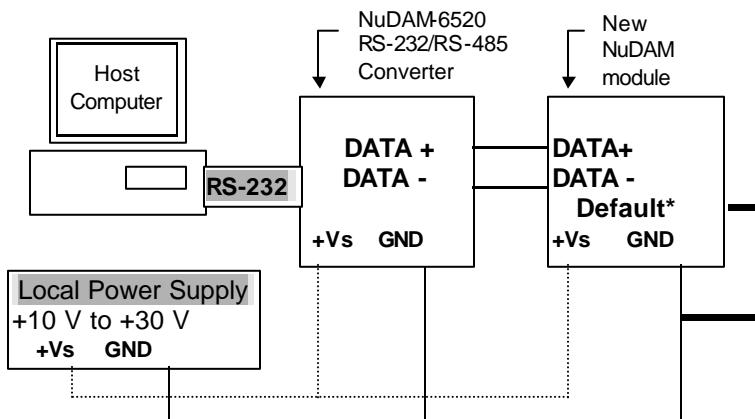 NuDAM-6520
RS-232/RS-485
Converter
New
NuDAM
module
Host
Computer
RS-232
DATA +
DATA -
+Vs GND
DATA+
DATA -
Default*
+Vs GND
Local Power Supply
+10 V to +30 V
+Vs GND